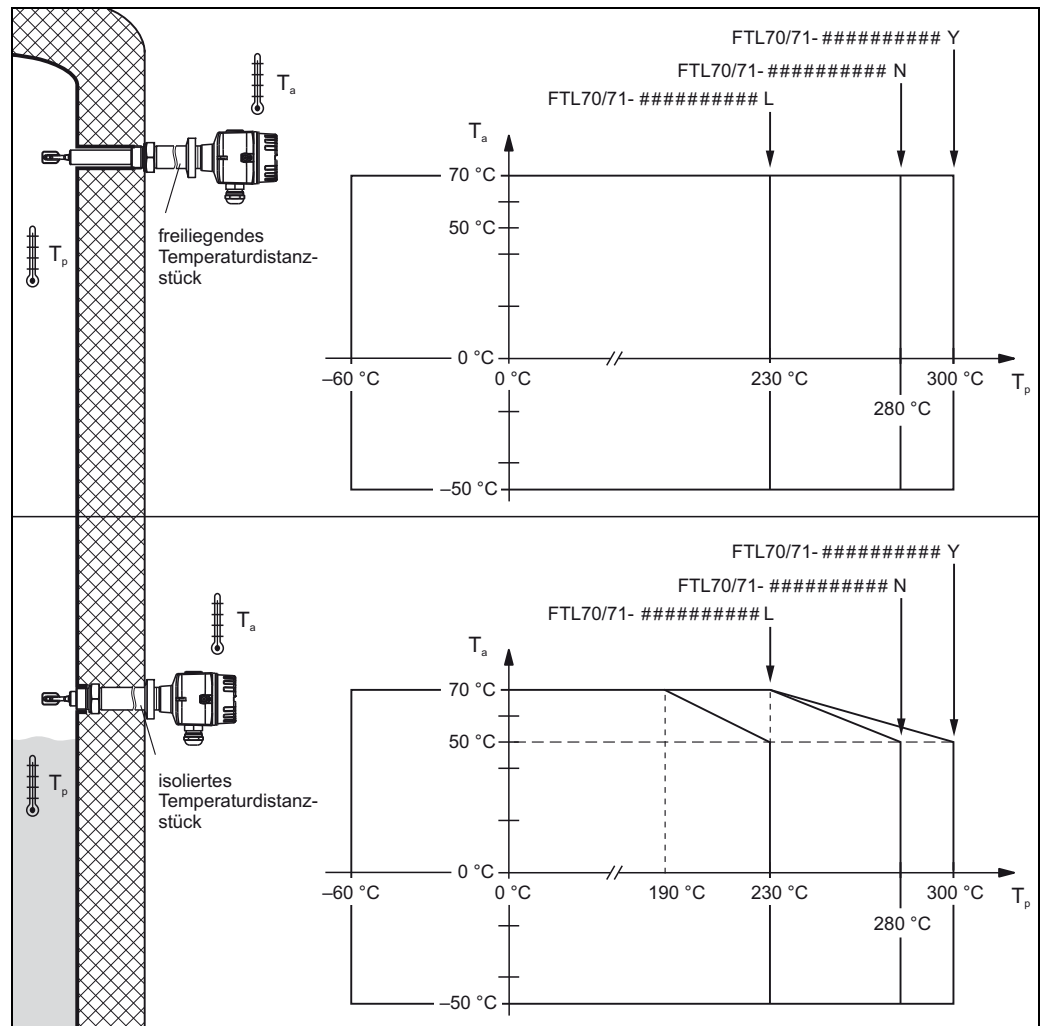 FTL70/71- ########## Y
FTL70/71- ########## N
FTL70/71- ########## L
Ta
Ta
70 °C
50 °C
freiliegendes
Temperaturdistanz-
stück
Tp
0 °C
–60 °C
0 °C
230 °C
300 °C
Tp
280 °C
–50 °C
FTL70/71- ########## Y
FTL70/71- ########## N
FTL70/71- ########## L
Ta
Ta
70 °C
50 °C
Tp
isoliertes
Temperaturdistanz-
stück
0 °C
–60 °C
0 °C
190 °C
230 °C
300 °C
Tp
280 °C
–50 °C